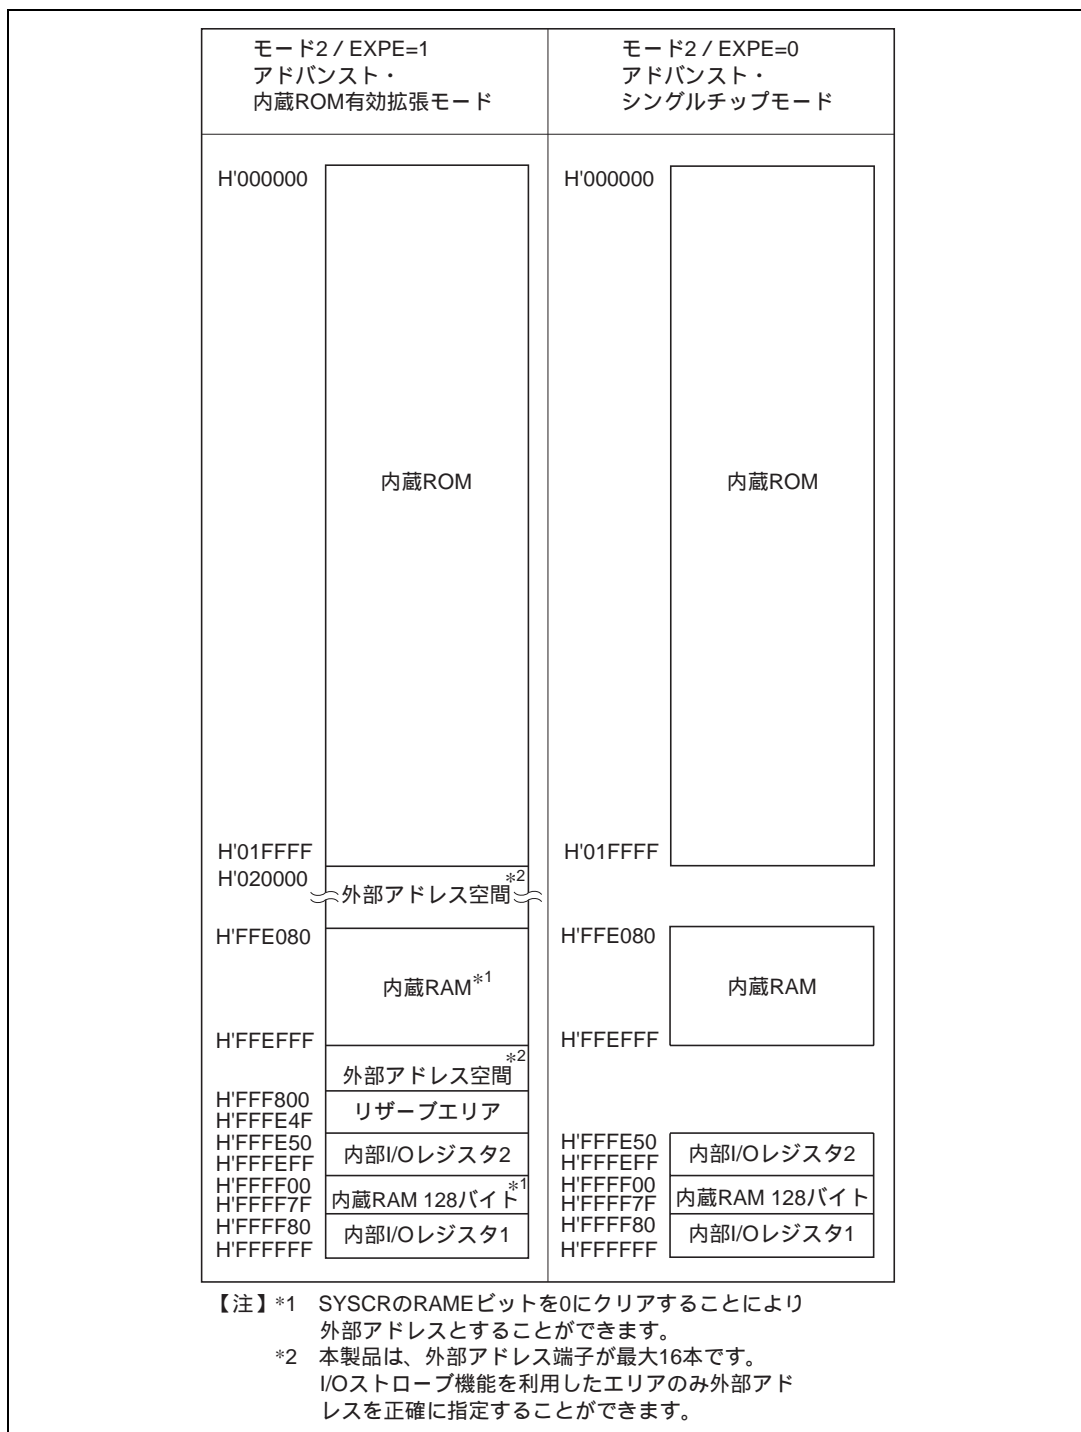 モード2 / EXPE=1
アドバンスト・
内蔵ROM有効拡張モード
モード2 / EXPE=0
アドバンスト・
シングルチップモード
H'000000
内蔵ROM
H'01FFFF
H'020000
外部アドレス空間*2
H'FFE080
内蔵RAM*1
H'FFEFFF
外部アドレス空間*2
H'FFF800
リザーブエリア
H'FFFE4F
H'FFFE50
内部I/Oレジスタ2
H'FFFEFF
H'FFFF00
内蔵RAM 128バイト*1
H'FFFF7F
H'FFFF80
内部I/Oレジスタ1
H'FFFFFF
H'000000
内蔵ROM
H'01FFFF
H'FFE080
内蔵RAM
H'FFEFFF
H'FFFE50
内部I/Oレジスタ2
H'FFFEFF
H'FFFF00
内蔵RAM 128バイト
H'FFFF7F
H'FFFF80
内部I/Oレジスタ1
H'FFFFFF
【注】*1 SYSCRのRAMEビットを0にクリアすることにより
外部アドレスとすることができます。
*2 本製品は、外部アドレス端子が最大16本です。
I/Oストローブ機能を利用したエリアのみ外部アド
レスを正確に指定することができます。